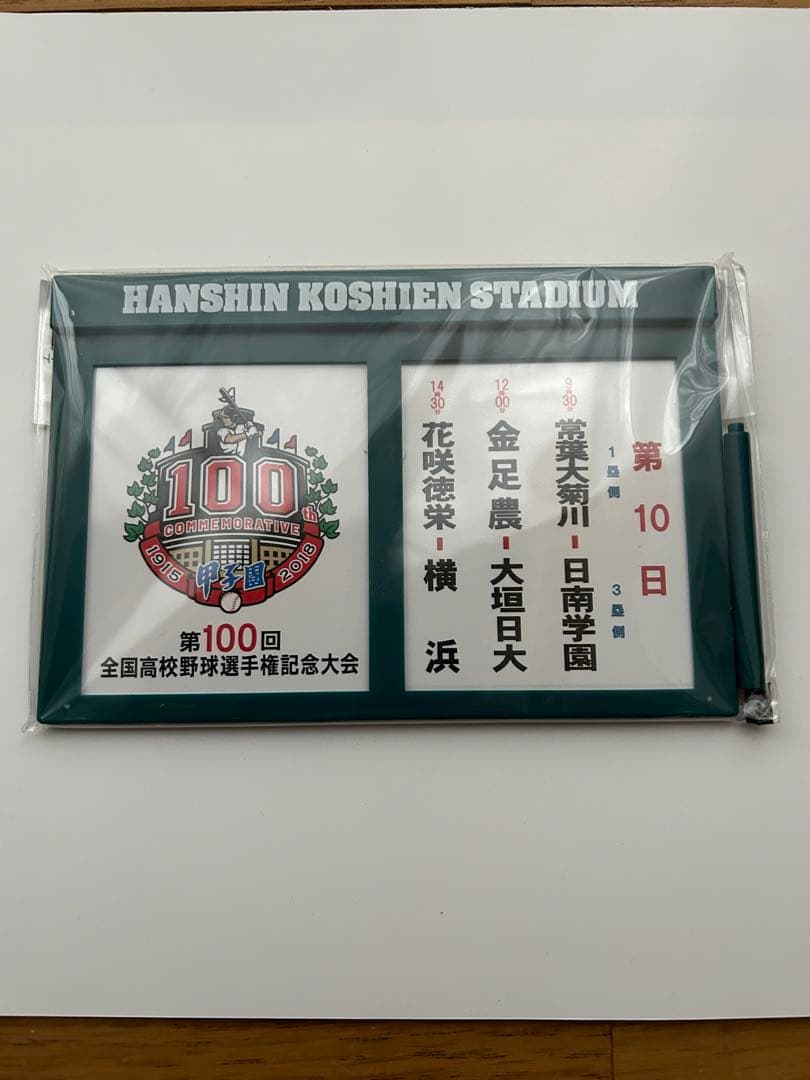 HANSHIN KOSHIEN STADIUM
100th
COMMEMORATIVE
1915 甲子園 2018
第100回
全国高校野球選手権記念大会
第10日
1塁側 3塁側
9時30分 常葉大菊川-日南学園
12時00分 金足農-大垣日大
14時30分 花咲徳栄-横浜